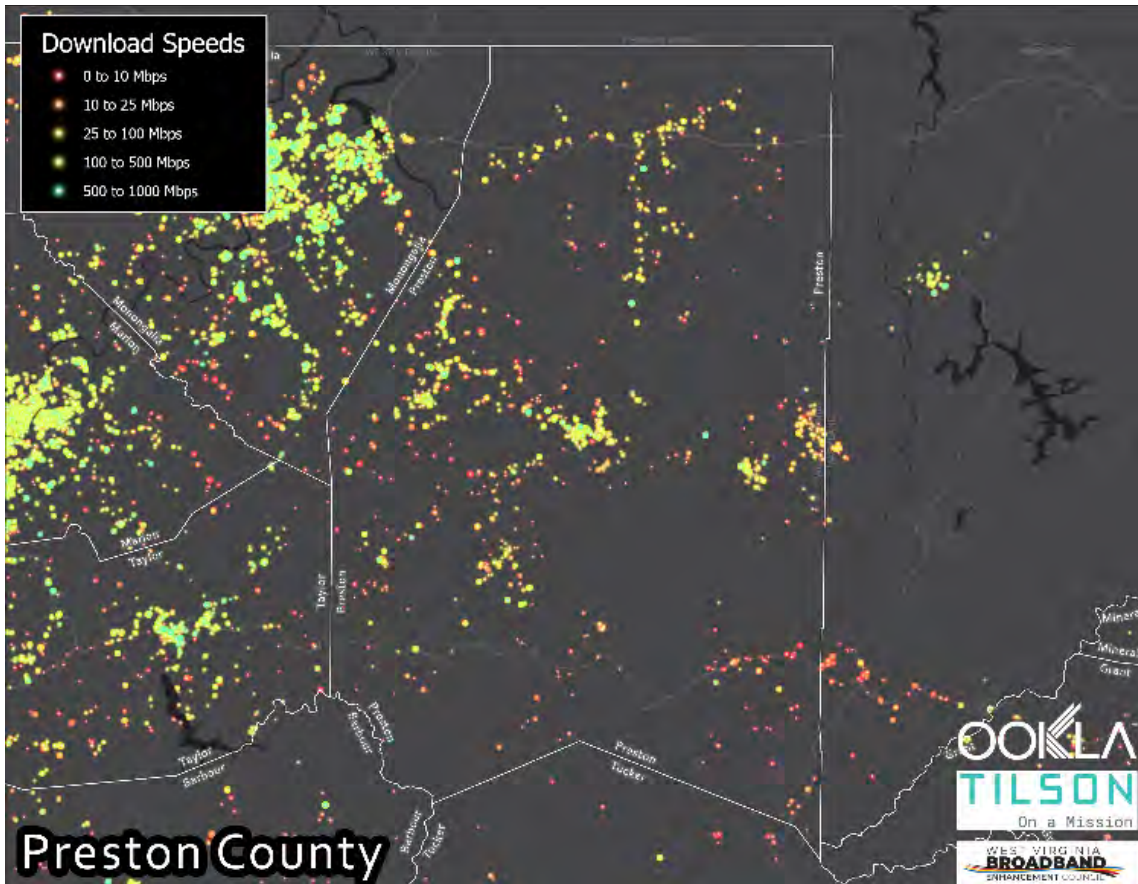 Download Speeds
0 to 10 Mbps
10 to 25 Mbps
25 to 100 Mbps
100 to 500 Mbps
500 to 1000 Mbps
Monongalia
Preston
Preston
Monongalia
Marion
Marion
Taylor
Taylor
Preston
Mineral
Mineral
Grant
Preston
Barbour
Taylor
Barbour
Preston
Tucker
Grant
Barbour
Tucker
OOKLA
TILSON
On a Mission
WEST VIRGINIA
BROADBAND
ENHANCEMENT COUNCIL
Preston County